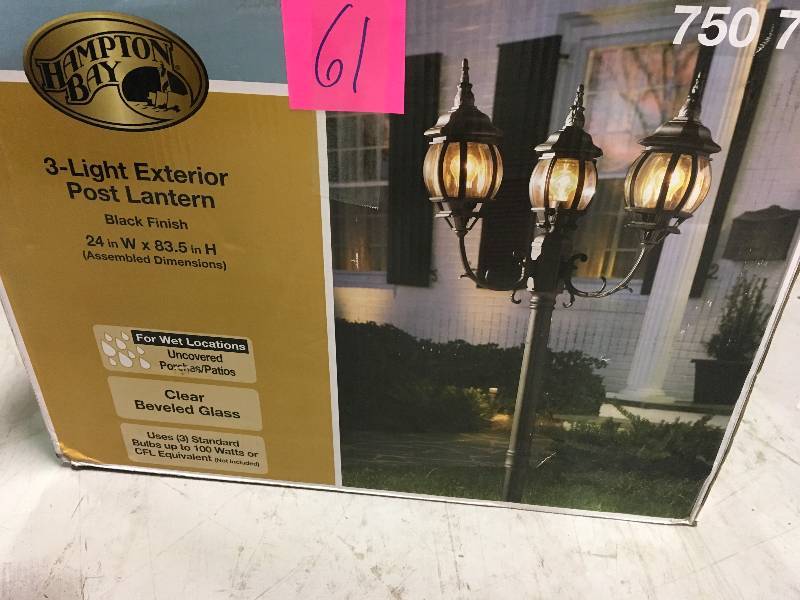 HAMPTON
BAY
61
750 7
3-Light Exterior
Post Lantern
Black Finish
24 in W x 83.5 in H
(Assembled Dimensions)
For Wet Locations
Uncovered
Porches/Patios
Clear
Beveled Glass
Uses (3) Standard
Bulbs up to 100 Watts or
CFL Equivalent (Not Included)